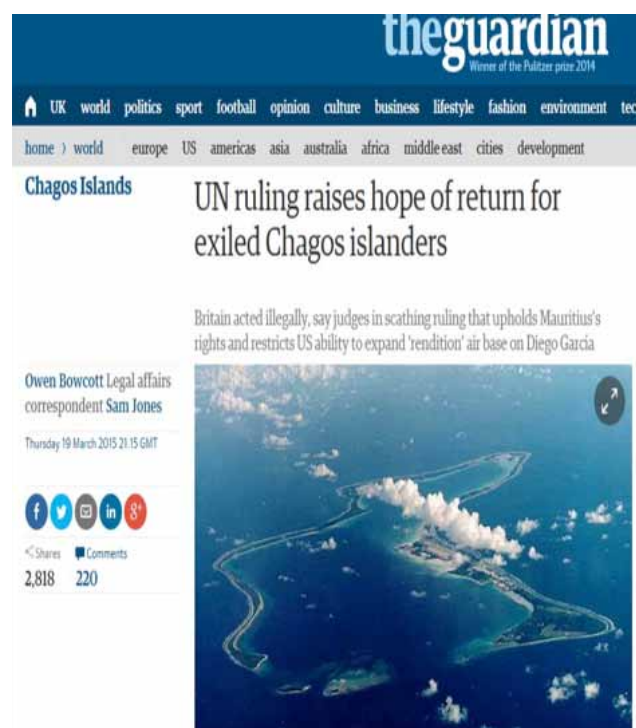 theguardian
Winner of the Pulitzer prize 2014
UK world politics sport football opinion culture business lifestyle fashion environment tec
home › world europe US americas asia australia africa middle east cities development
Chagos Islands
UN ruling raises hope of return for
exiled Chagos islanders
Britain acted illegally, say judges in scathing ruling that upholds Mauritius's
rights and restricts US ability to expand 'rendition' air base on Diego Garcia
Owen Bowcott Legal affairs
correspondent Sam Jones
Thursday 19 March 2015 21.15 GMT
f in 8+
Shares Comments
2,818 220